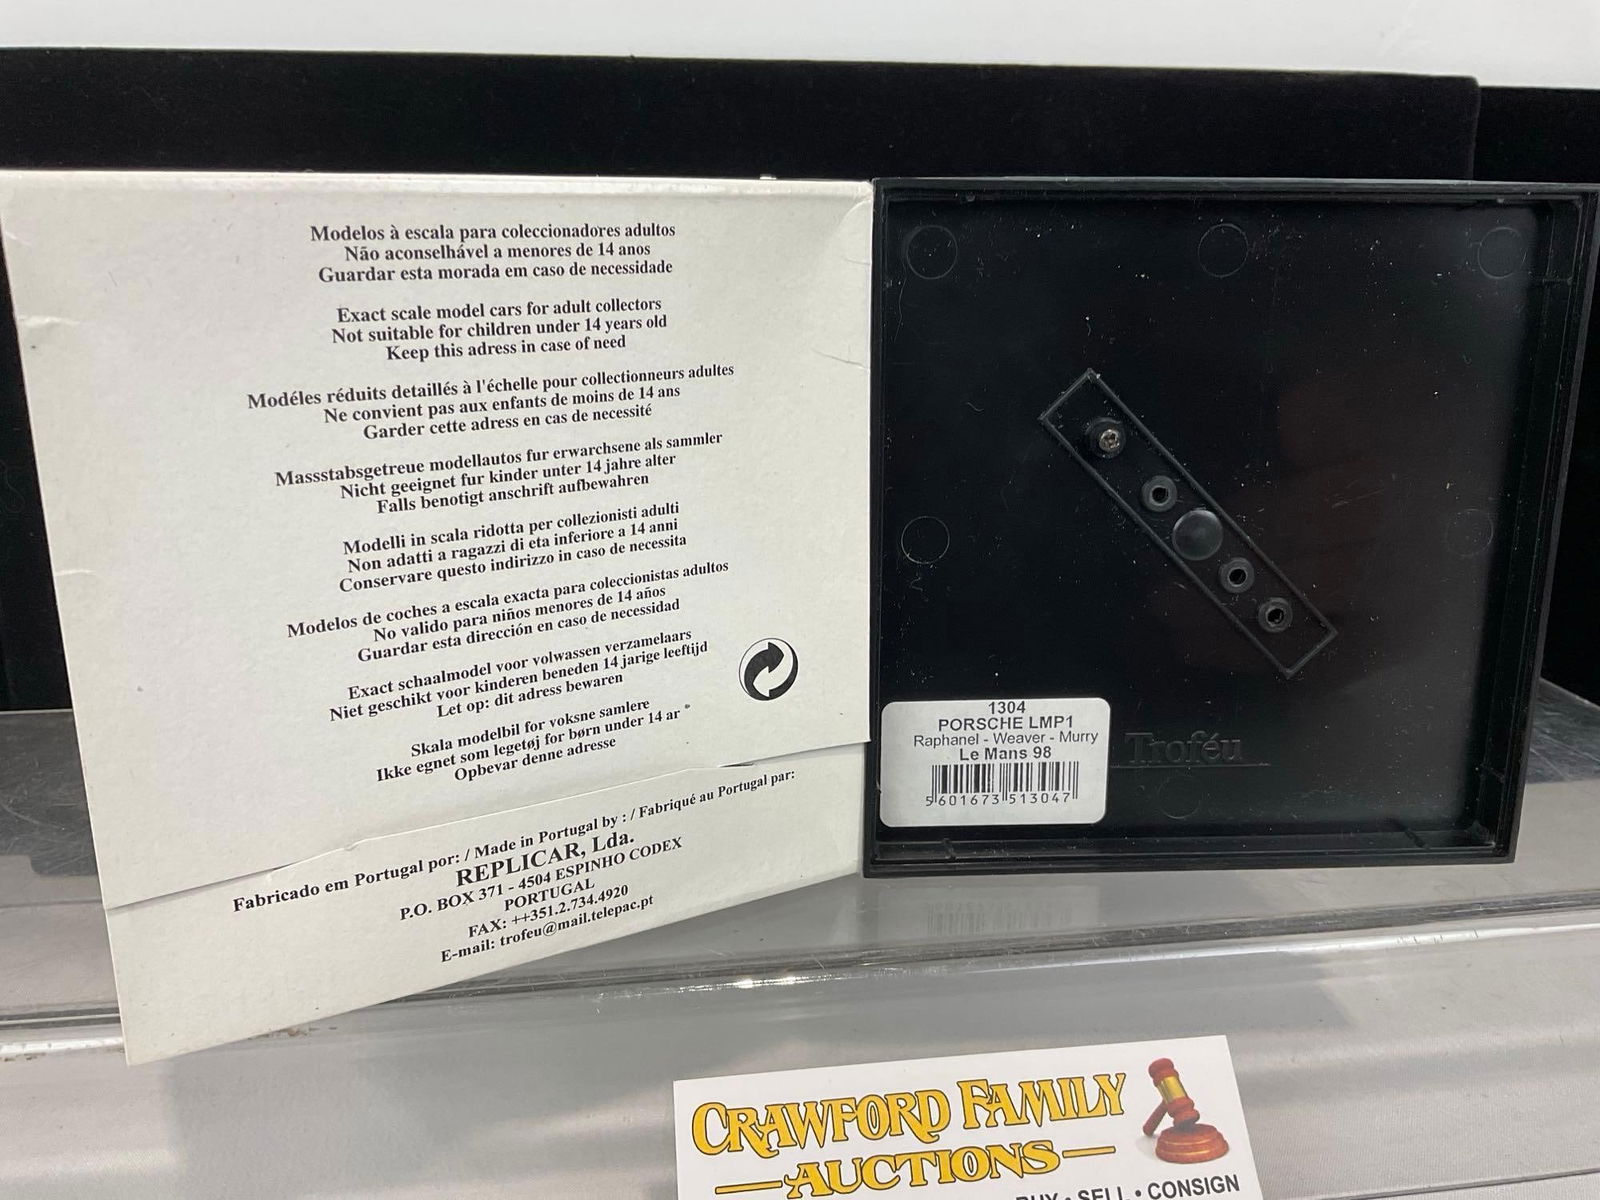 Modelos à escala para coleccionadores adultos
Não aconselhável a menores de 14 anos
Guardar esta morada em caso de necessidade
Exact scale model cars for adult collectors
Not suitable for children under 14 years old
Keep this adress in case of need
Modéles réduits detaillés à l'échelle pour collectionneurs adultes
Ne convient pas aux enfants de moins de 14 ans
Garder cette adress en cas de necessité
Massstabsgetreue modellautos fur erwarchsene als sammler
Nicht geeignet fur kinder unter 14 jahre alter
Falls benotigt anschrift aufbewahren
Modelli in scala ridotta per collezionisti adulti
Non adatti a ragazzi di eta inferiore a 14 anni
Conservare questo indirizzo in caso de necessita
Modelos de coches a escala exacta para coleccionistas adultos
No valido para niños menores de 14 años
Guardar esta dirección en caso de necesidad
Exact schaalmodel voor volwassen verzamelaars
Niet geschikt voor kinderen beneden 14 jarige leeftijd
Let op: dit adress bewaren
Skala modelbil for voksne samlere
Ikke egnet som legetøj for børn under 14 ar
Opbevar denne adresse
Fabricado em Portugal por: / Made in Portugal by : / Fabriqué au Portugal par:
REPLICAR, Lda.
P.O. BOX 371 - 4504 ESPINHO CODEX
PORTUGAL
FAX: ++351.2.734.4920
E-mail: trofeu@mail.telepac.pt
1304
PORSCHE LMP1
Raphanel - Weaver - Murry
Le Mans 98
5 601673 513047
Troféu
CRAWFORD FAMILY
AUCTIONS
BUY • SELL • CONSIGN